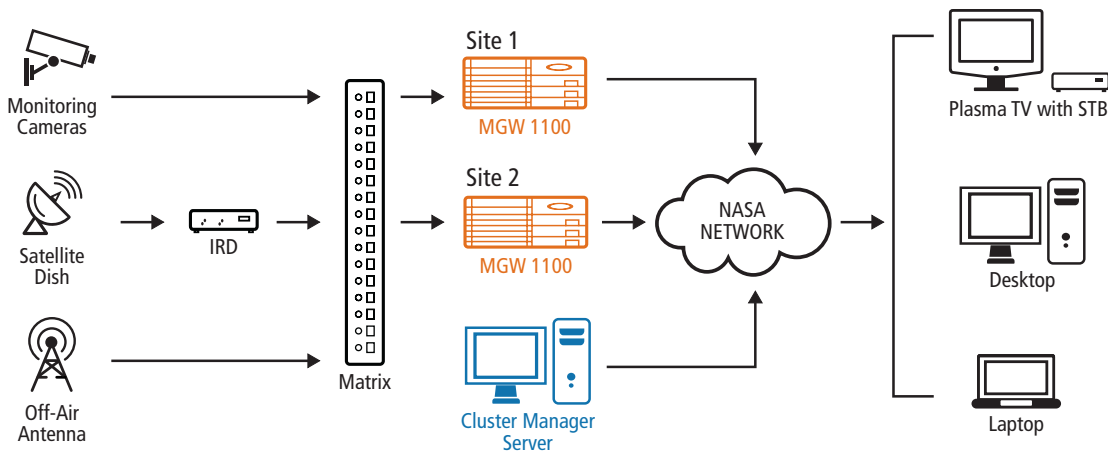 Monitoring
Cameras
Satellite
Dish
IRD
Off-Air
Antenna
Matrix
Site 1
MGW 1100
Site 2
MGW 1100
Cluster Manager
Server
NASA
NETWORK
Plasma TV with STB
Desktop
Laptop